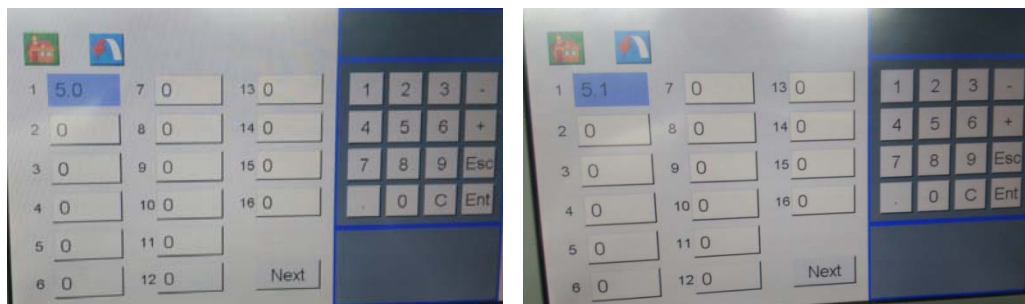 1 5.0 7 0 13 0 1 2 3 -
2 0 8 0 14 0 4 5 6 +
3 0 9 0 15 0 7 8 9 Esc
4 0 10 0 16 0 . 0 C Ent
5 0 11 0
6 0 12 0 Next
1 5.1 7 0 13 0 1 2 3 -
2 0 8 0 14 0 4 5 6 +
3 0 9 0 15 0 7 8 9 Esc
4 0 10 0 16 0 . 0 C Ent
5 0 11 0
6 0 12 0 Next